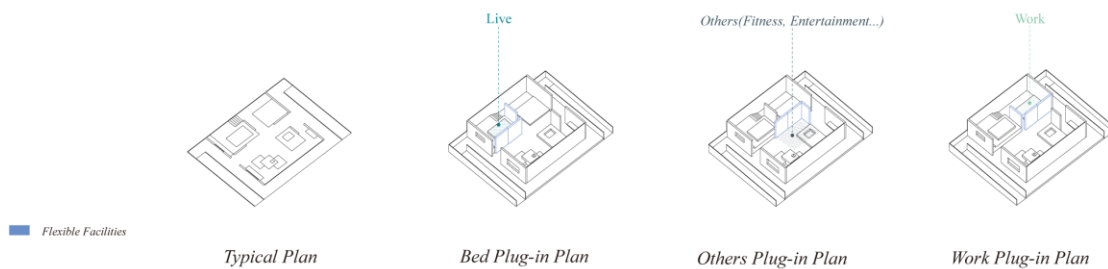 Live
Others(Fitness, Entertainment...)
Work
Flexible Facilities
Typical Plan
Bed Plug-in Plan
Others Plug-in Plan
Work Plug-in Plan